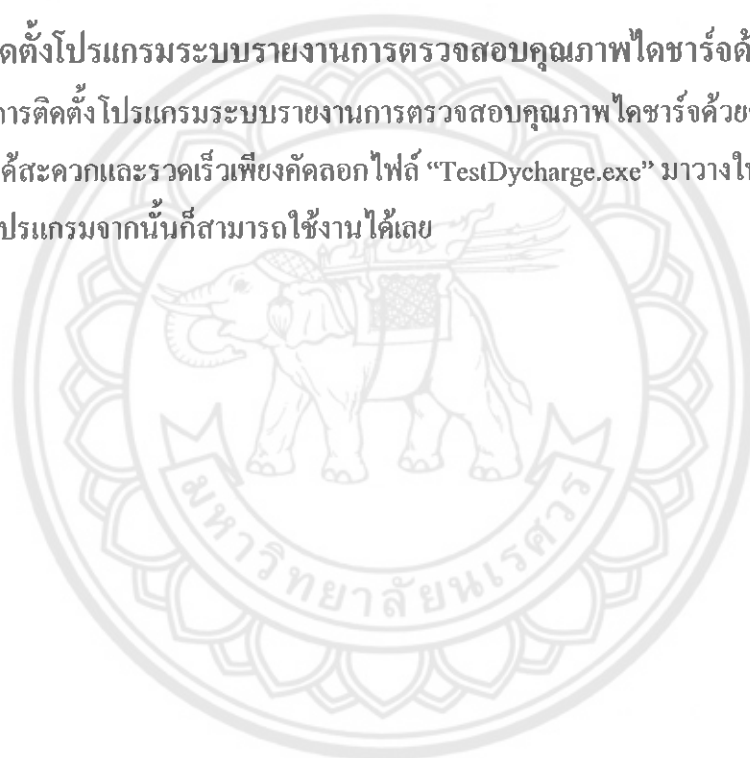 ดตั้งโปรแกรมระบบรายงานการตรวจสอบคุณภาพไดชาร์จด้
การติดตั้งโปรแกรมระบบรายงานการตรวจสอบคุณภาพไดชาร์จด้วย
ด้สะดวกและรวดเร็วเพียงคัดลอกไฟล์ “TestDycharge.exe” มาวางใ
ปรแกรมจากนั้นก็สามารถใช้งานได้เลย
มหาวิทยาลัยนเรศวร